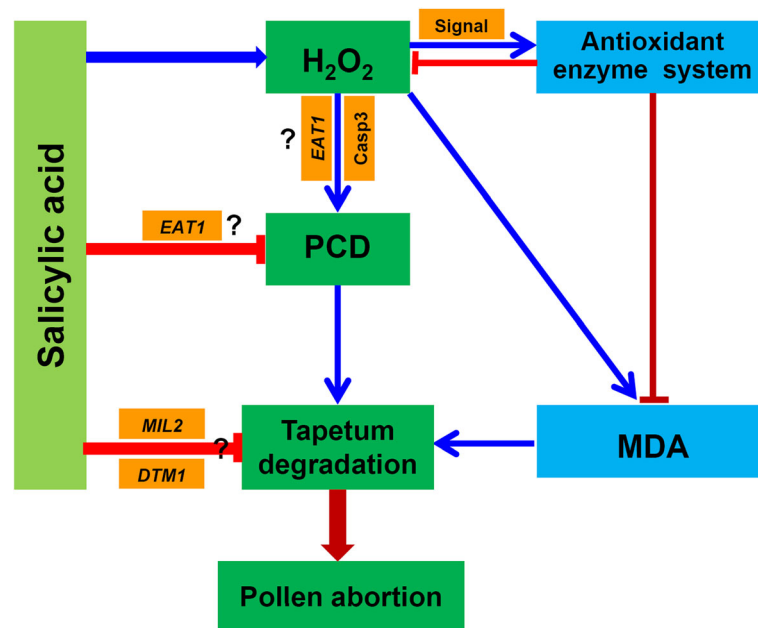 Salicylic acid
H₂O₂
Signal
Antioxidant
enzyme system
?
EAT1
Casp3
EAT1
?
PCD
MIL2
?
DTM1
Tapetum
degradation
MDA
Pollen abortion